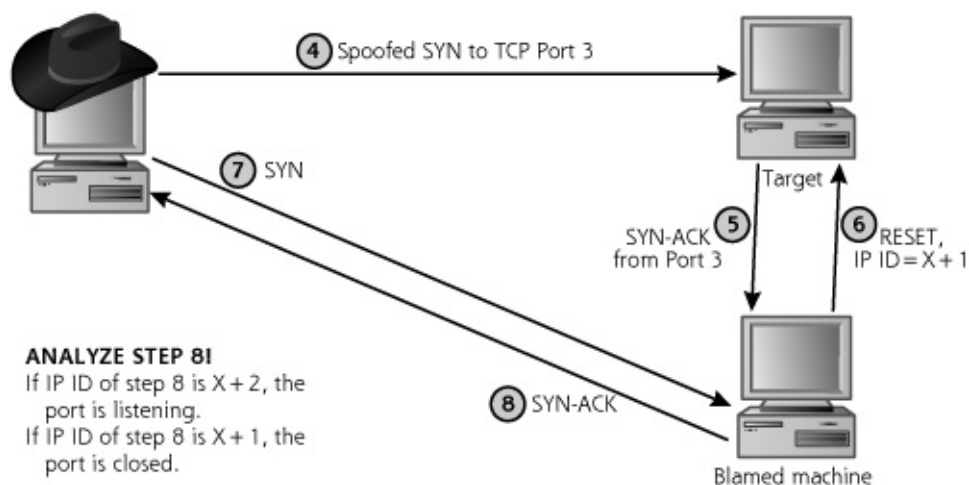 4 Spoofed SYN to TCP Port 3
Target
7 SYN
SYN-ACK 5
from Port 3
6 RESET,
IP ID=X+1
ANALYZE STEP 8!
If IP ID of step 8 is X+2, the
port is listening.
If IP ID of step 8 is X+1, the
port is closed.
8 SYN-ACK
Blamed machine